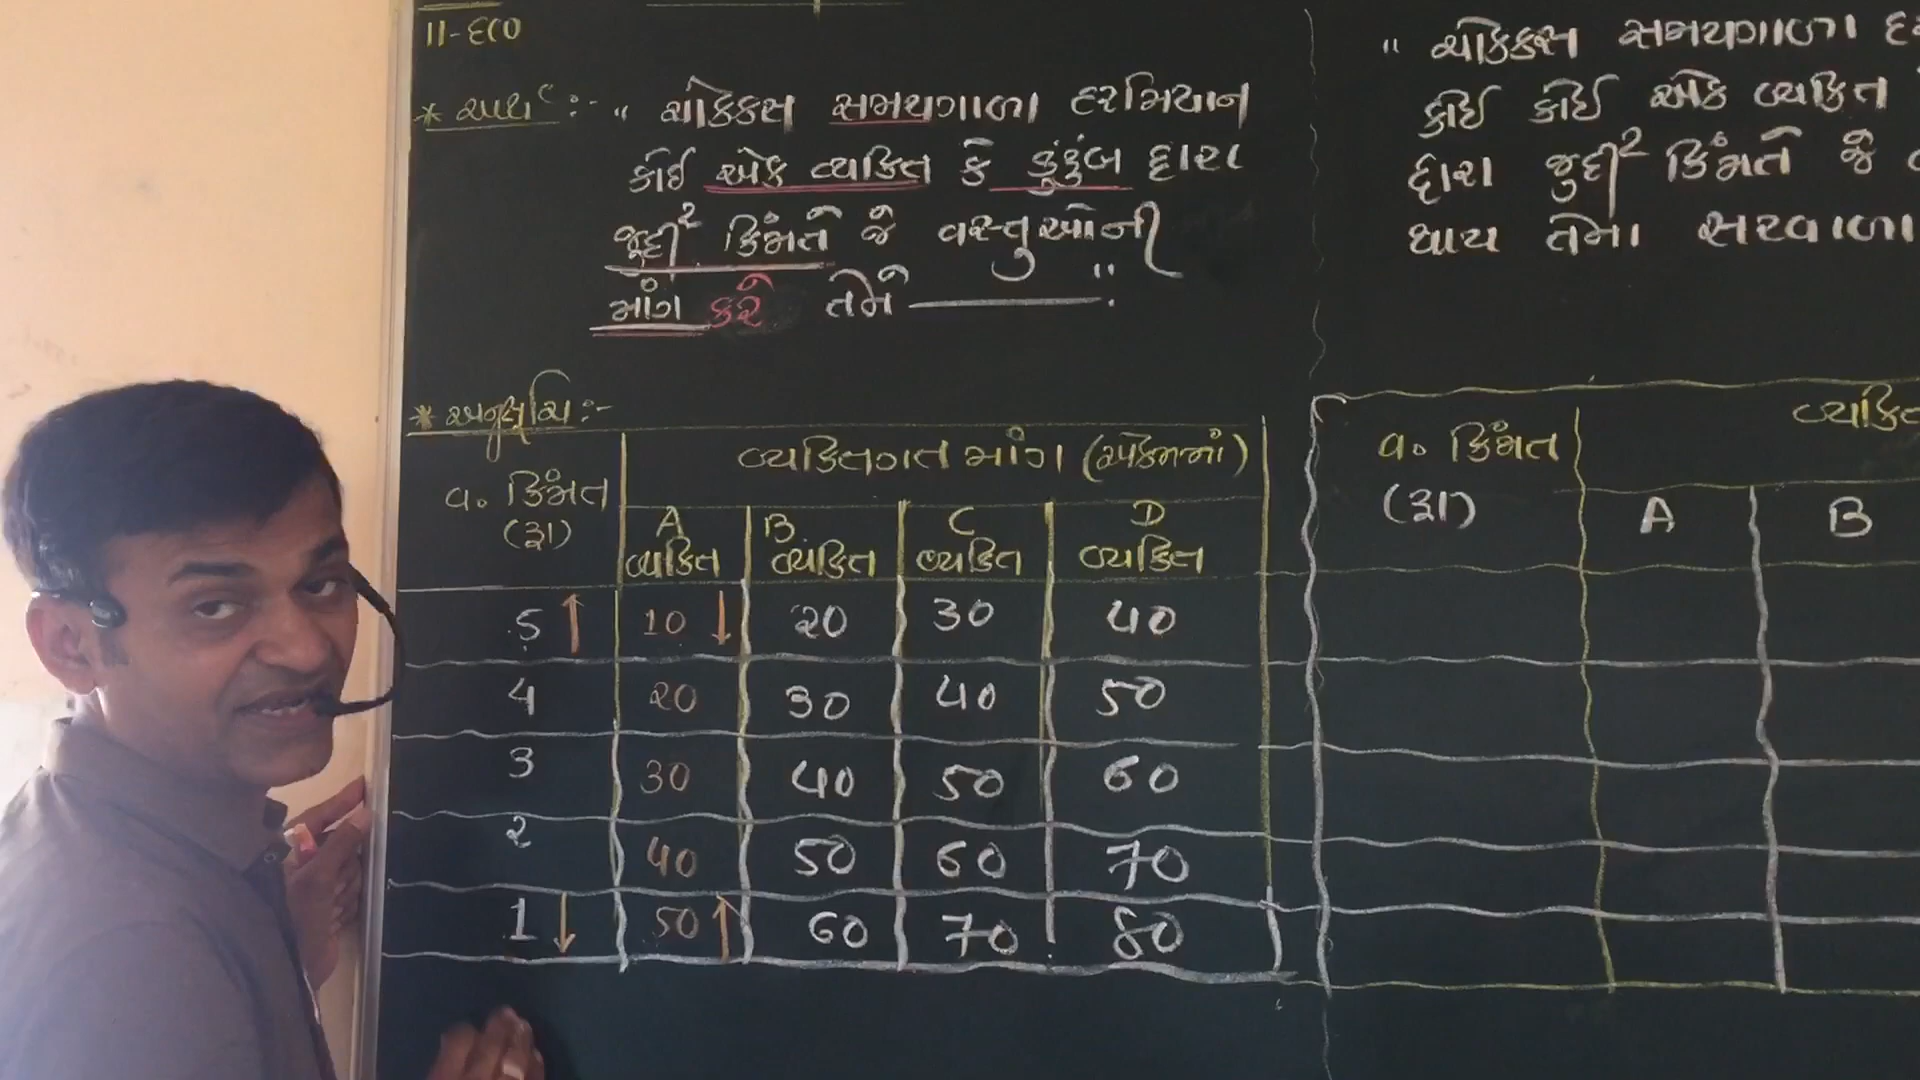 11-ECO
* અર્થ :- " ચોક્કસ સમયગાળા દરમિયાન
કોઈ એક વ્યકિત કે કુટુંબ દ્વારા
જુદી² કિંમતે જે વસ્તુઓની
માંગ કરે તેને ———— ".
* અનુસૂચિ :-
વ. કિંમત (રૂા) વ્યકિતગત માંગ (એકમમાં)
A વ્યકિત B વ્યકિત C વ્યકિત D વ્યકિત
5 ↑ 10 ↓ 20 30 40
4 20 30 40 50
3 30 40 50 60
2 40 50 60 70
1 ↓ 50 ↑ 60 70 80
" ચોક્કસ સમયગાળા
કોઈ કોઈ એક વ્યકિત
દ્વારા જુદી² કિંમતે જે
થાય તેના સરવાળા
વ. કિંમત
(રૂા) A B